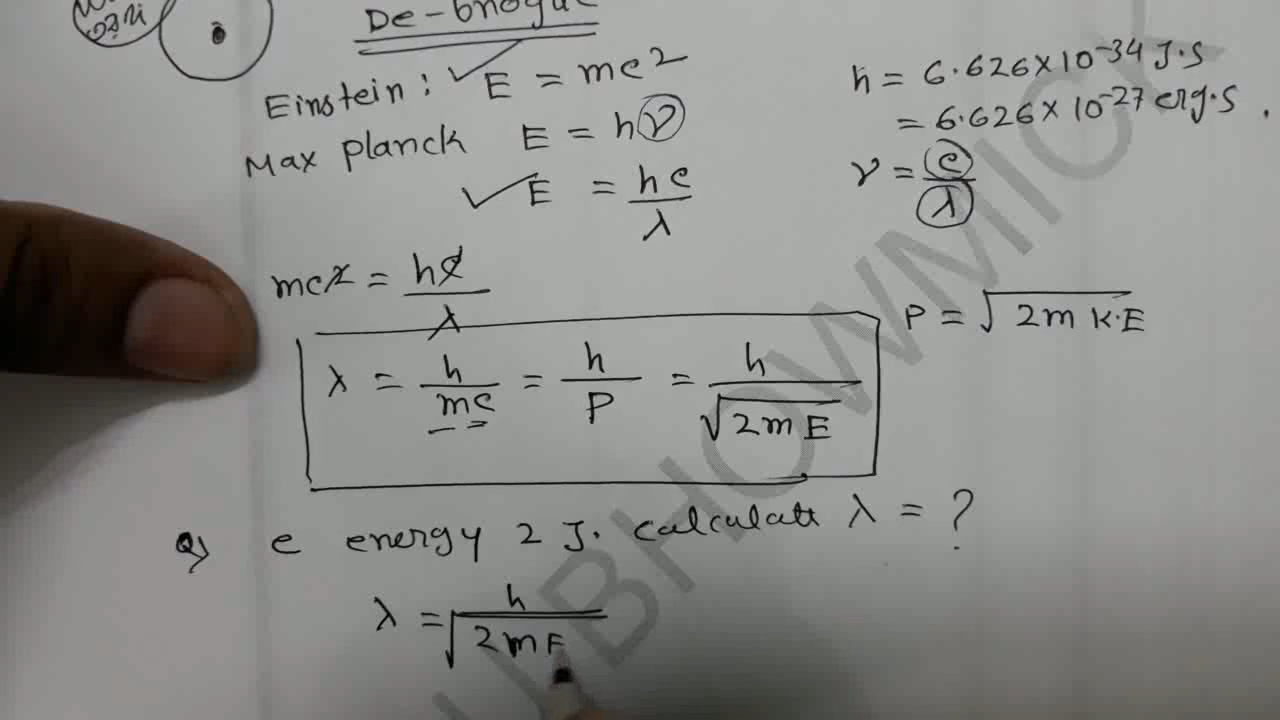 De-broglie
Einstein : ✓ E = mc²
Max planck E = hν
✓ E = hc/λ
h = 6.626×10⁻³⁴ J·S
= 6.626×10⁻²⁷ erg·S.
ν = c/λ
mc² = hc/λ
P = √2m K·E
λ = h/mc = h/P = h/√2mE
Q) e energy 2 J. calculate λ = ?
λ = h/√2mE
UBHOWMICK